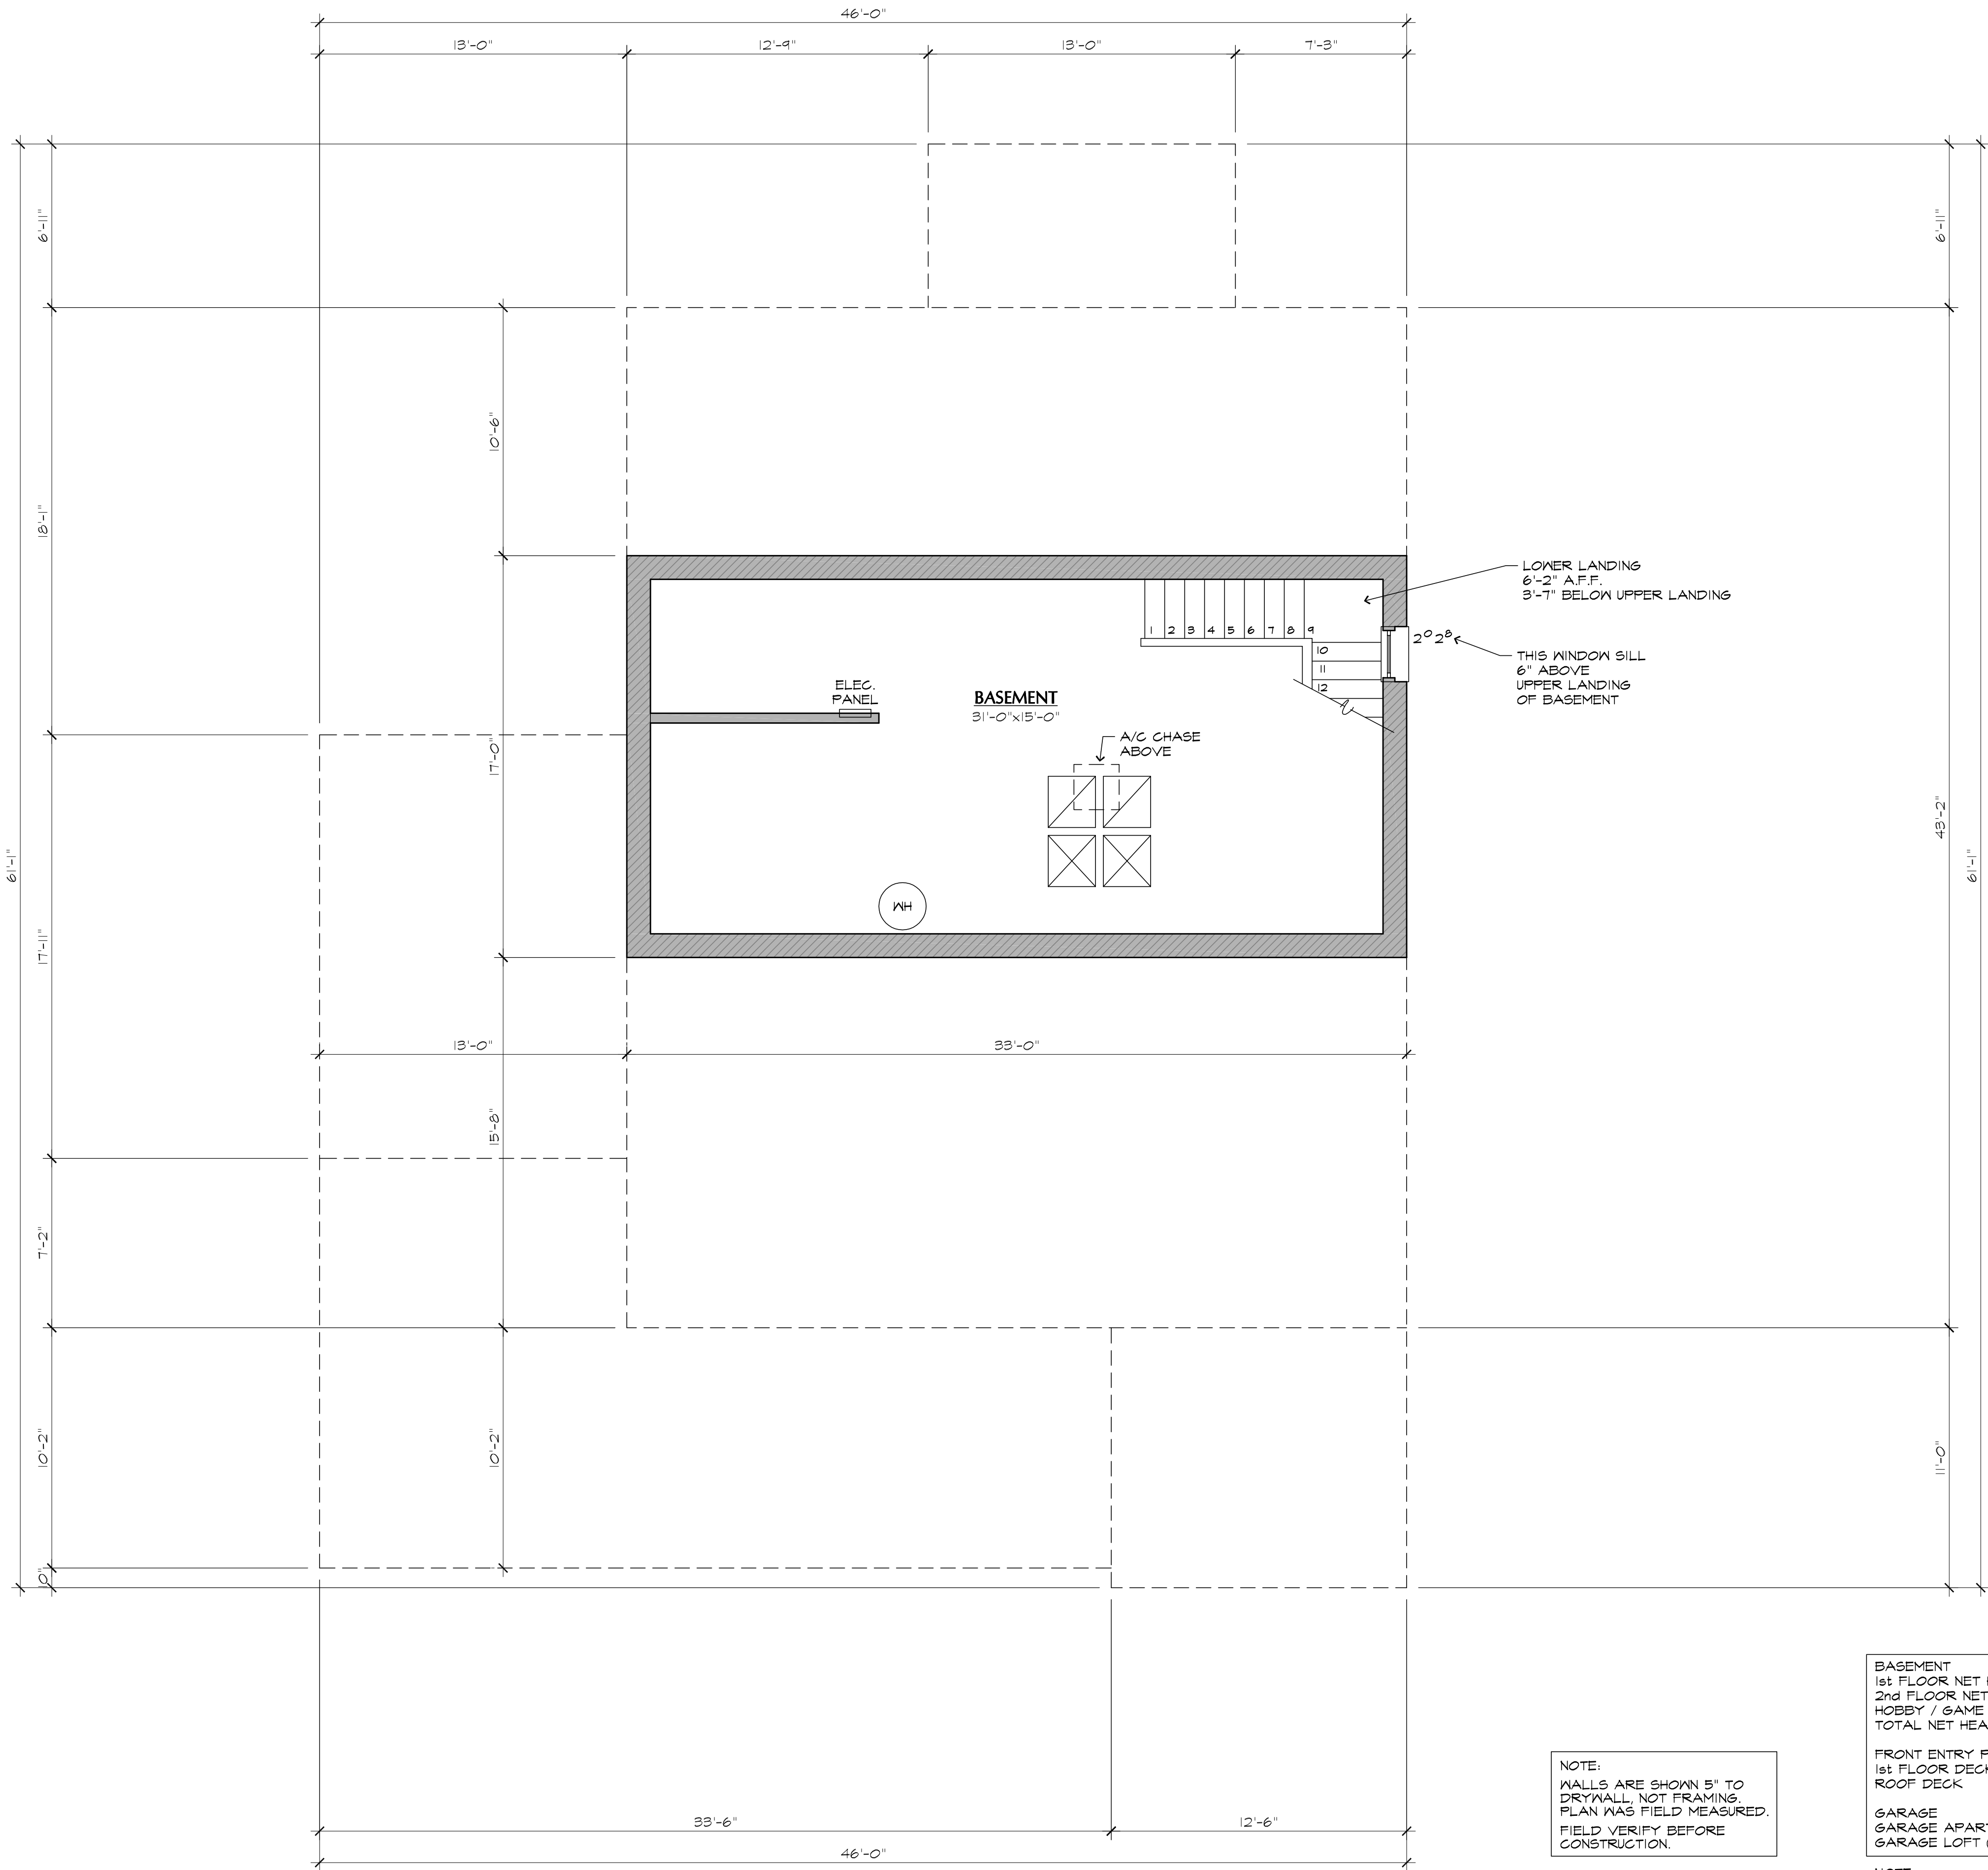 46'-0"
13'-0"
12'-9"
13'-0"
7'-3"
6'-11"
6'-11"
10'-6"
18'-1"
LOWER LANDING
6'-2" A.F.F.
3'-7" BELOW UPPER LANDING
1 2 3 4 5 6 7 8 9
10
11
12
2⁰ 2⁸
THIS WINDOW SILL
6" ABOVE
UPPER LANDING
OF BASEMENT
ELEC.
PANEL
BASEMENT
31'-0"x15'-0"
A/C CHASE
ABOVE
17'-0"
43'-2"
61'-1"
61'-1"
WH
17'-11"
13'-0"
33'-0"
15'-8"
7'-2"
10'-2"
10'-2"
11'-0"
10"
BASEMENT
1st FLOOR NET
2nd FLOOR NET
HOBBY / GAME
TOTAL NET
FRONT ENTRY
1st FLOOR
ROOF DECK
GARAGE
GARAGE
GARAGE LOFT
NOTE:
WALLS ARE SHOWN 5" TO
DRYWALL, NOT FRAMING.
PLAN WAS FIELD MEASURED.
FIELD VERIFY BEFORE
CONSTRUCTION.
33'-6"
12'-6"
46'-0"